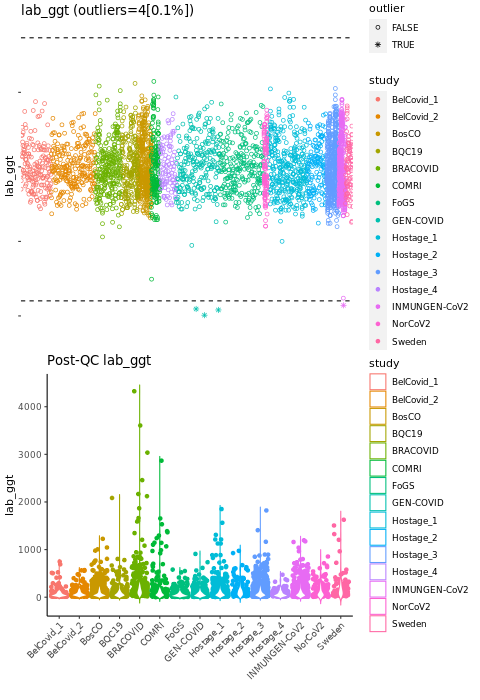 lab_ggt (outliers=4[0.1%])
lab_ggt
outlier
FALSE
TRUE
study
BelCovid_1
BelCovid_2
BosCO
BQC19
BRACOVID
COMRI
FoGS
GEN-COVID
Hostage_1
Hostage_2
Hostage_3
Hostage_4
INMUNGEN-CoV2
NorCoV2
Sweden
Post-QC lab_ggt
lab_ggt
4000
3000
2000
1000
0
BelCovid_1
BelCovid_2
BosCO
BQC19
BRACOVID
COMRI
FoGS
GEN-COVID
Hostage_1
Hostage_2
Hostage_3
Hostage_4
INMUNGEN-CoV2
NorCoV2
Sweden
study
BelCovid_1
BelCovid_2
BosCO
BQC19
BRACOVID
COMRI
FoGS
GEN-COVID
Hostage_1
Hostage_2
Hostage_3
Hostage_4
INMUNGEN-CoV2
NorCoV2
Sweden